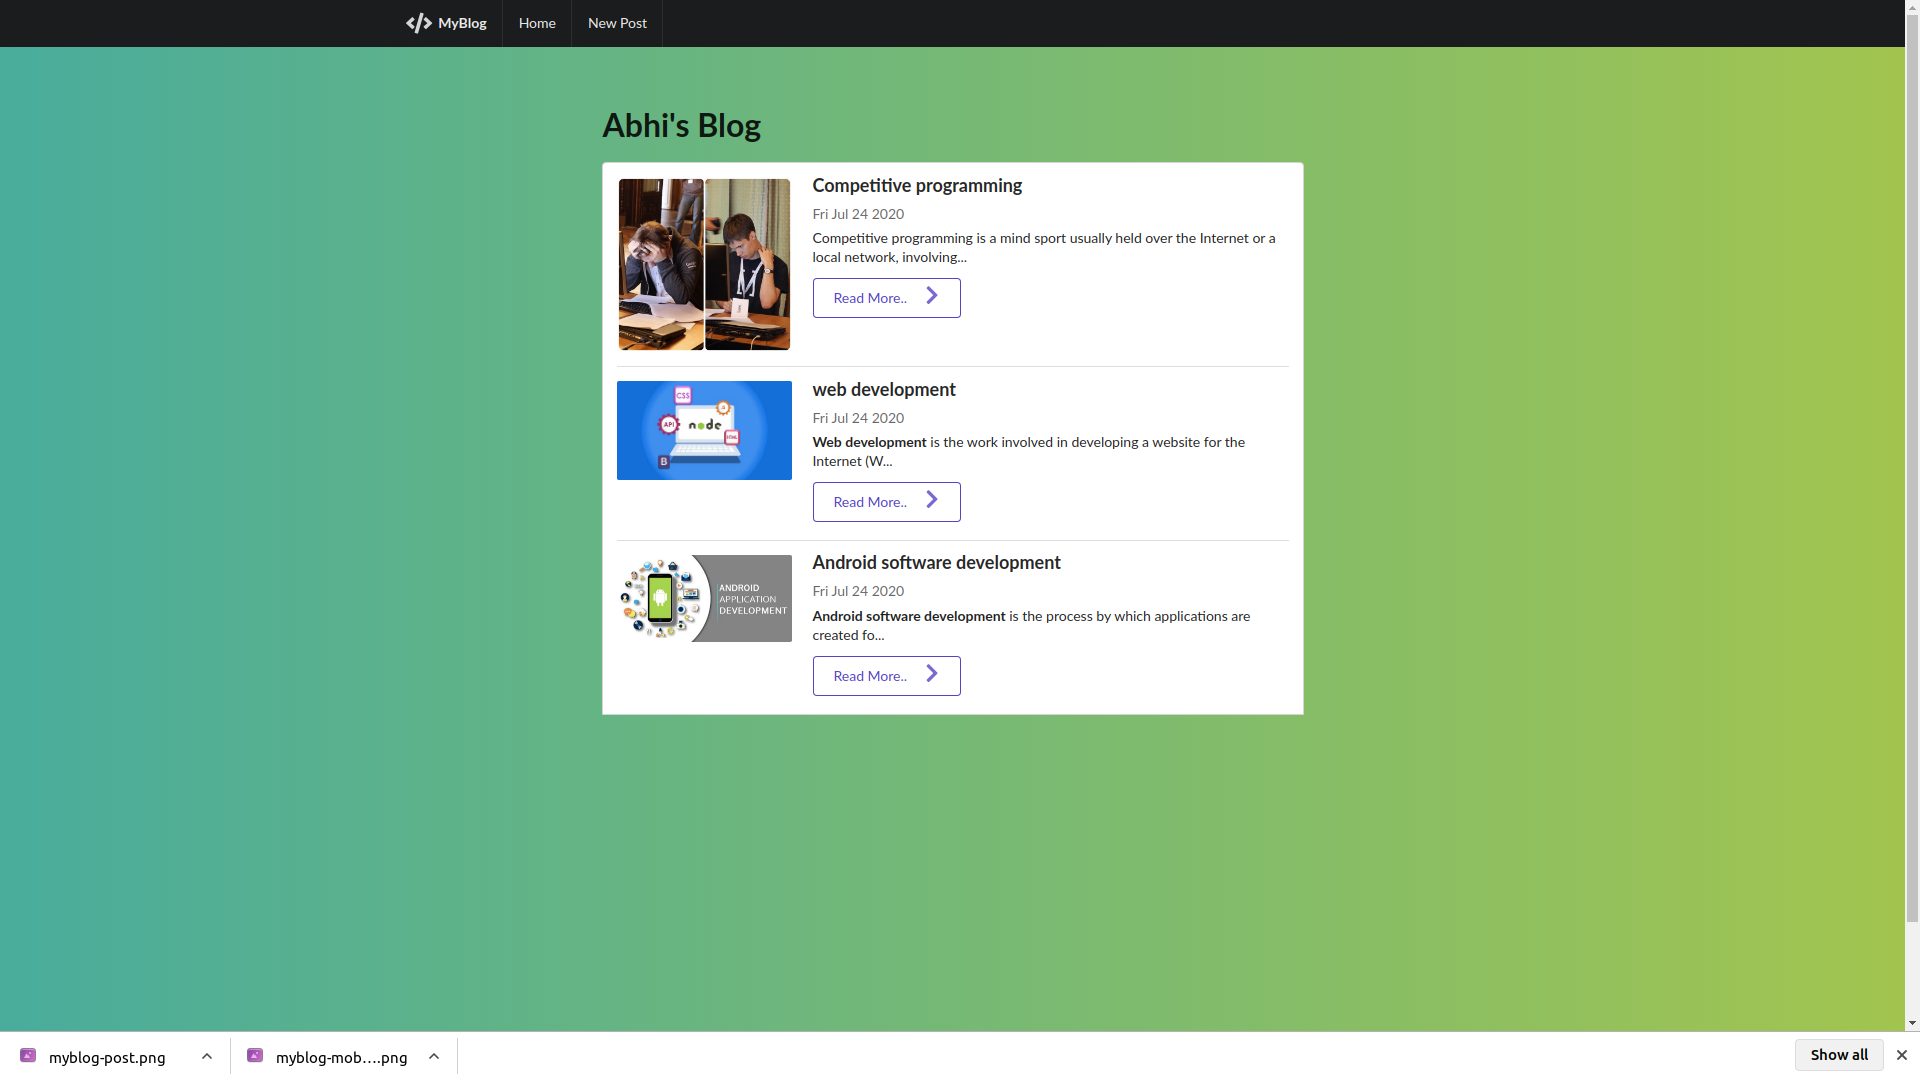 MyBlog
Home
New Post
Abhi's Blog
Competitive programming
Fri Jul 24 2020
Competitive programming is a mind sport usually held over the Internet or a
local network, involving...
Read More..
CSS
API
node
HTML
B
web development
Fri Jul 24 2020
Web development is the work involved in developing a website for the
Internet (W...
Read More..
ANDROID
APPLICATION
DEVELOPMENT
Android software development
Fri Jul 24 2020
Android software development is the process by which applications are
created fo...
Read More..
myblog-post.png
myblog-mob....png
Show all